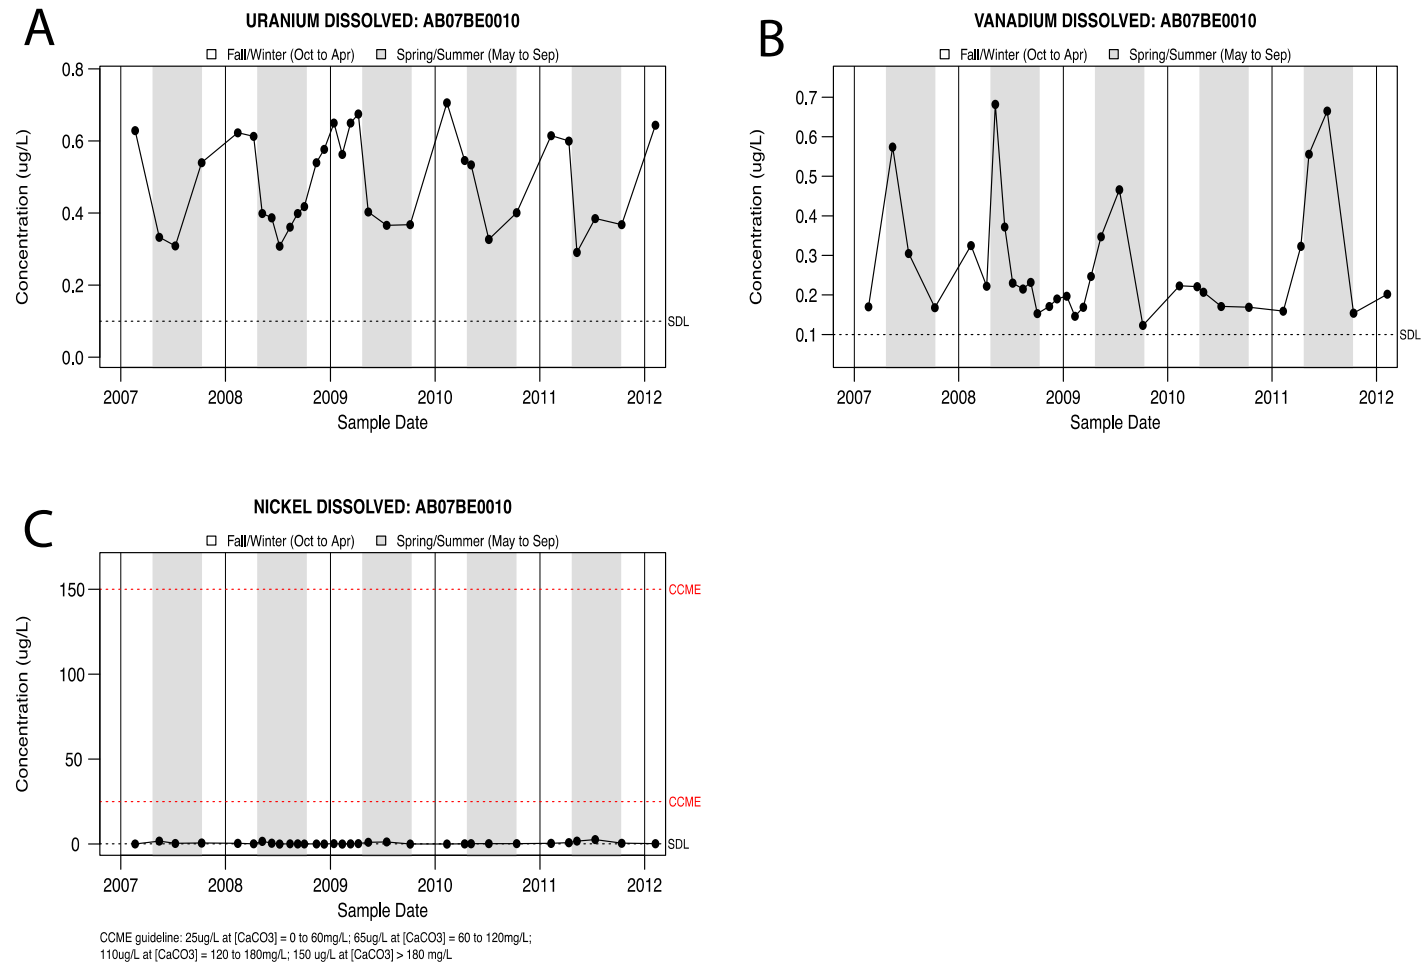 A
URANIUM DISSOLVED: AB07BE0010
Fall/Winter (Oct to Apr) Spring/Summer (May to Sep)
Concentration (ug/L)
0.8
0.6
0.4
0.2
0.0
SDL
2007 2008 2009 2010 2011 2012
Sample Date
B
VANADIUM DISSOLVED: AB07BE0010
Fall/Winter (Oct to Apr) Spring/Summer (May to Sep)
Concentration (ug/L)
0.7
0.6
0.5
0.4
0.3
0.2
0.1
SDL
2007 2008 2009 2010 2011 2012
Sample Date
C
NICKEL DISSOLVED: AB07BE0010
Fall/Winter (Oct to Apr) Spring/Summer (May to Sep)
Concentration (ug/L)
150
CCME
100
50
CCME
0
SDL
2007 2008 2009 2010 2011 2012
Sample Date
CCME guideline: 25ug/L at [CaCO3] = 0 to 60mg/L; 65ug/L at [CaCO3] = 60 to 120mg/L;
110ug/L at [CaCO3] = 120 to 180mg/L; 150 ug/L at [CaCO3] > 180 mg/L